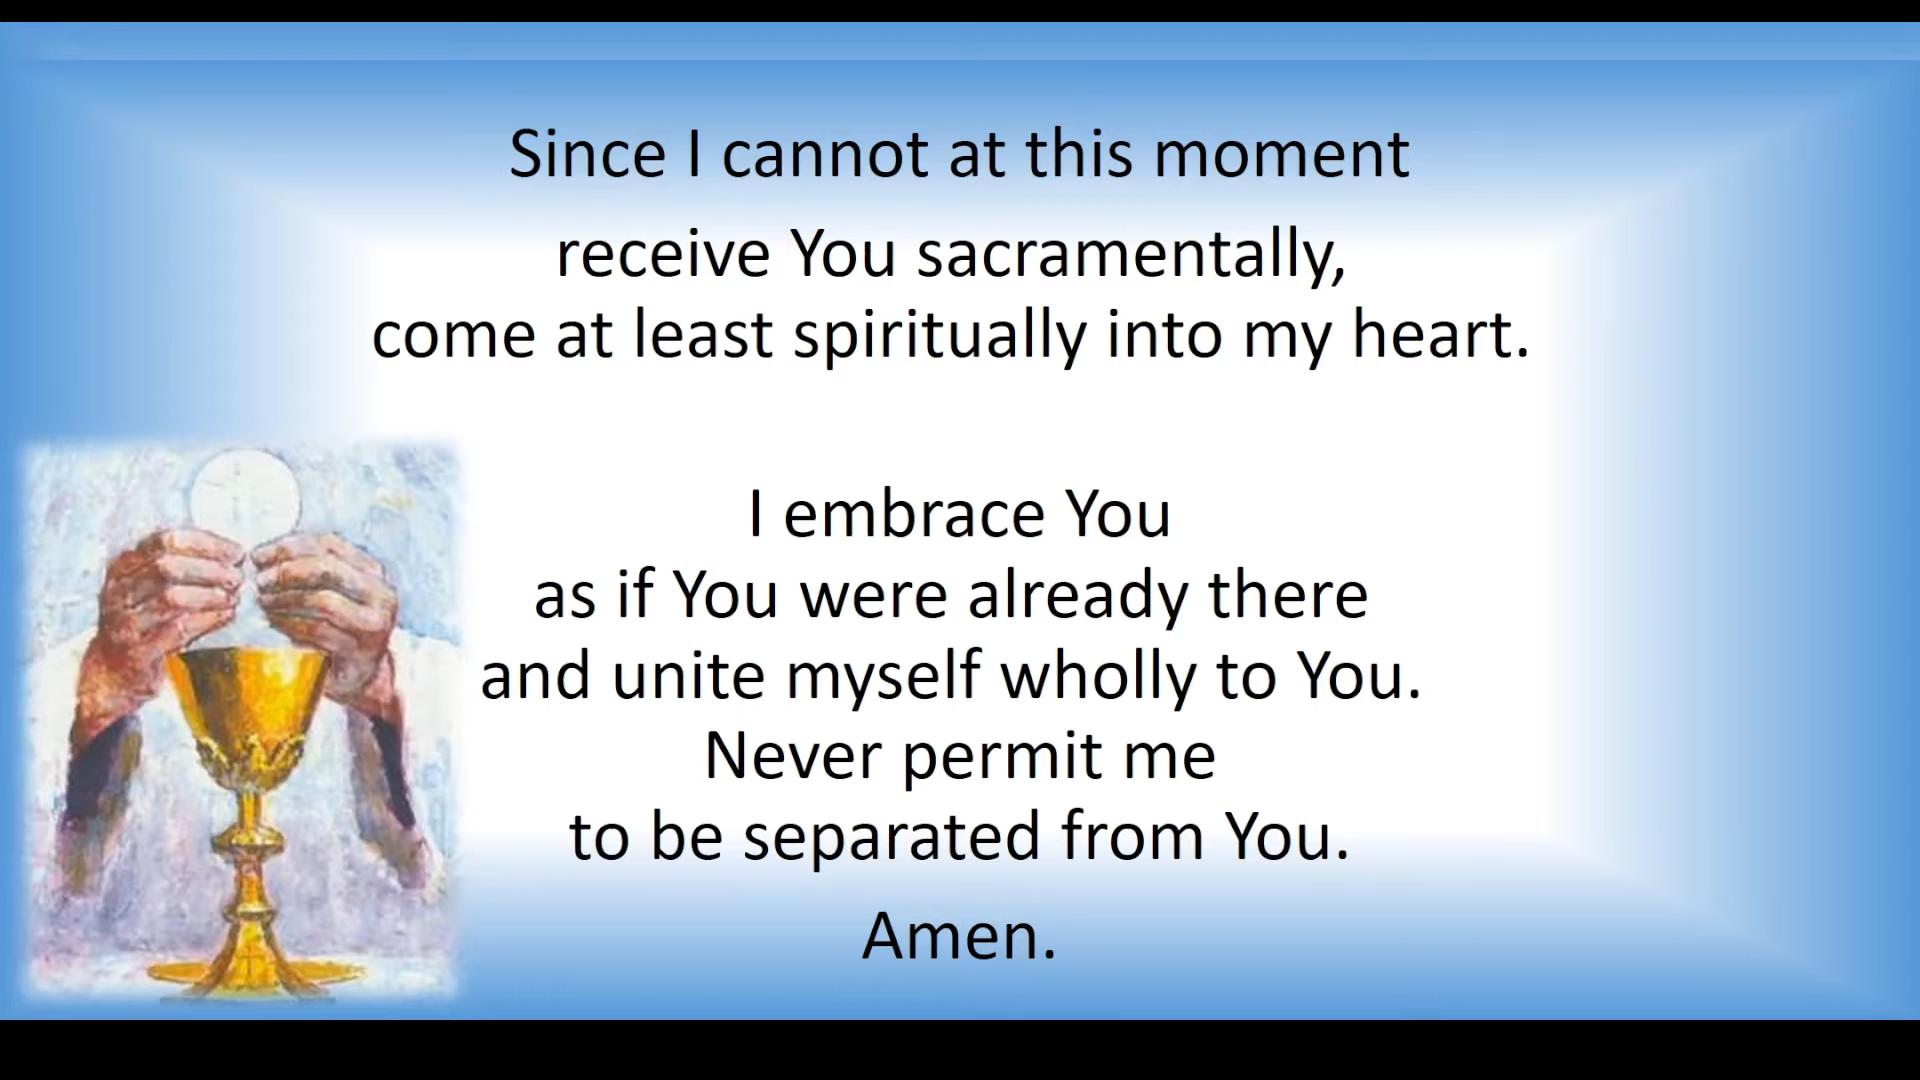 Since I cannot at this moment
receive You sacramentally,
come at least spiritually into my heart.
I embrace You
as if You were already there
and unite myself wholly to You.
Never permit me
to be separated from You.
Amen.